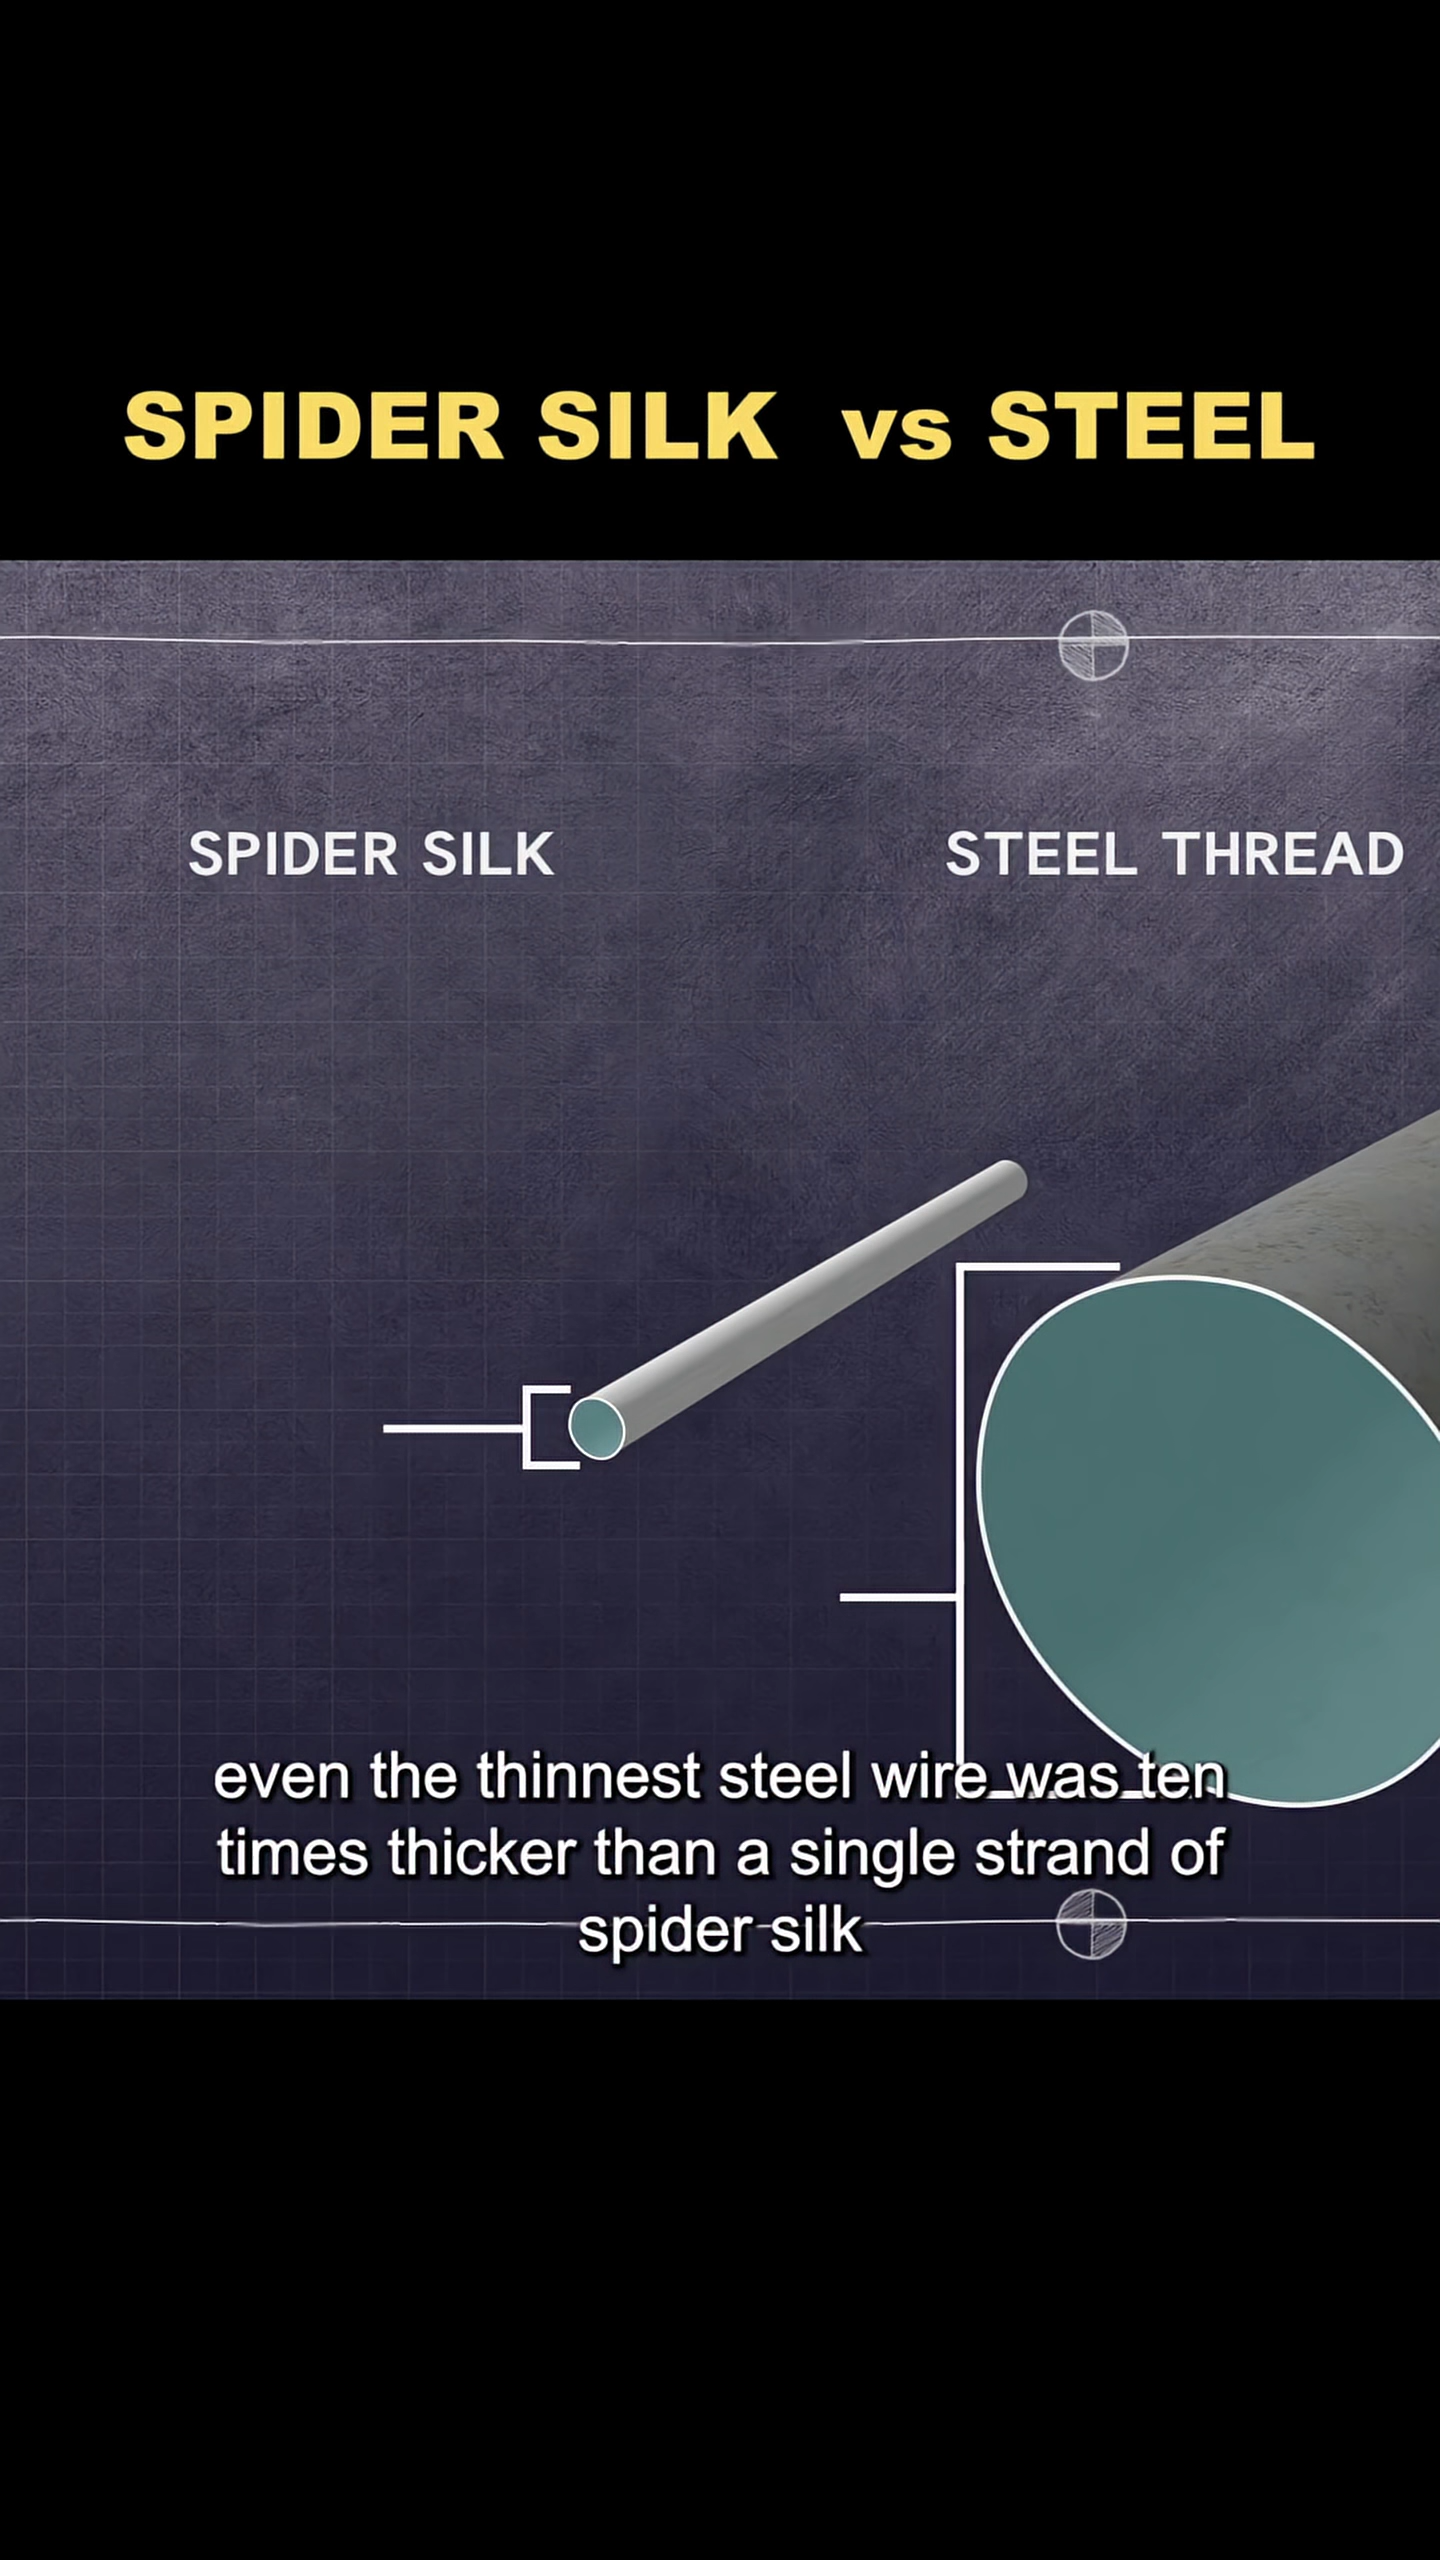 SPIDER SILK vs STEEL
SPIDER SILK
STEEL THREAD
even the thinnest steel wire was ten
times thicker than a single strand of
spider silk